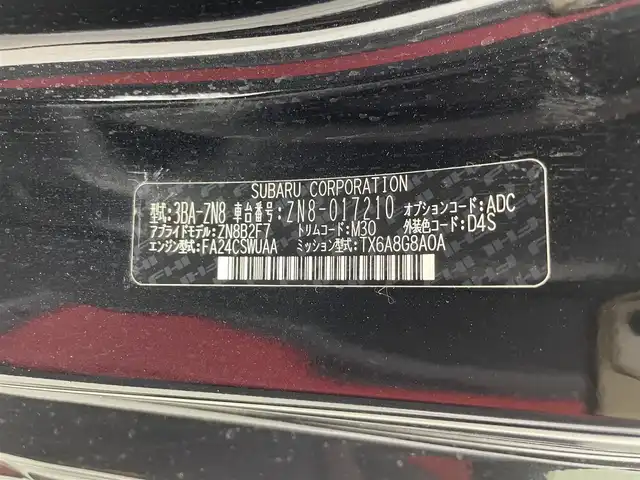 SUBARU CORPORATION
型式:3BA-ZN8 車台番号:ZN8-017210 オプションコード:ADC
アプライドモデル:ZN8B2F7 トリムコード:M30 外装色コード:D4S
エンジン型式:FA24CSWUAA ミッション型式:TX6A8G8A0A
FHI